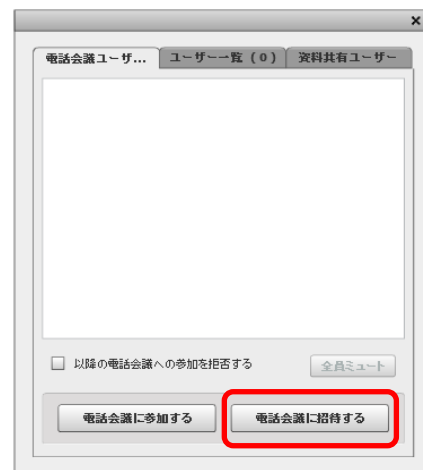 ×
電話会議ユーザ... ユーザー一覧 (0) 資料共有ユーザー
以降の電話会議への参加を拒否する 全員ミュート
電話会議に参加する 電話会議に招待する